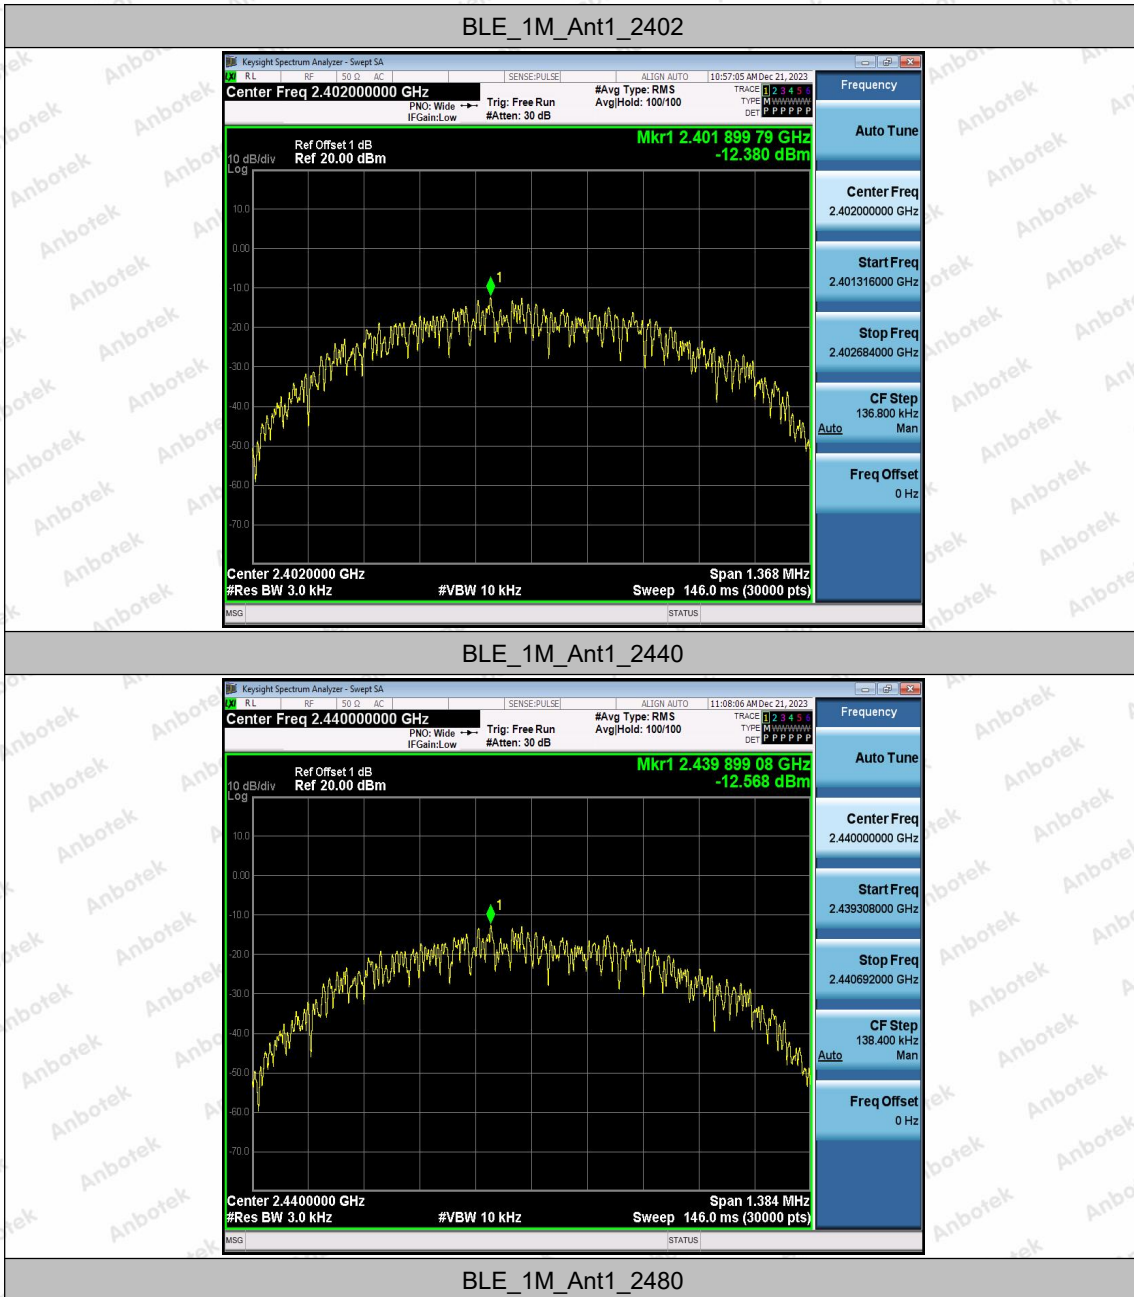 BLE_1M_Ant1_2402
Keysight Spectrum Analyzer - Swept SA
LXI RL RF 50 Ω AC SENSE:PULSE ALIGN AUTO 10:57:05 AM Dec 21, 2023
Center Freq 2.402000000 GHz
PNO: Wide
IFGain:Low
Trig: Free Run
#Atten: 30 dB
#Avg Type: RMS
Avg|Hold: 100/100
TRACE 1 2 3 4 5 6
TYPE M WWWWW
DET P P P P P P
Frequency
Mkr1 2.401 899 79 GHz
-12.380 dBm
Ref Offset 1 dB
10 dB/div Ref 20.00 dBm
Log
10.0
0.00
-10.0
-20.0
-30.0
-40.0
-50.0
-60.0
-70.0
1
Center 2.4020000 GHz Span 1.368 MHz
#Res BW 3.0 kHz #VBW 10 kHz Sweep 146.0 ms (30000 pts)
MSG STATUS
Auto Tune
Center Freq
2.402000000 GHz
Start Freq
2.401316000 GHz
Stop Freq
2.402684000 GHz
CF Step
136.800 kHz
Auto Man
Freq Offset
0 Hz
BLE_1M_Ant1_2440
Keysight Spectrum Analyzer - Swept SA
LXI RL RF 50 Ω AC SENSE:PULSE ALIGN AUTO 11:08:06 AM Dec 21, 2023
Center Freq 2.440000000 GHz
PNO: Wide
IFGain:Low
Trig: Free Run
#Atten: 30 dB
#Avg Type: RMS
Avg|Hold: 100/100
TRACE 1 2 3 4 5 6
TYPE M WWWWW
DET P P P P P P
Frequency
Mkr1 2.439 899 08 GHz
-12.568 dBm
Ref Offset 1 dB
10 dB/div Ref 20.00 dBm
Log
10.0
0.00
-10.0
-20.0
-30.0
-40.0
-50.0
-60.0
-70.0
1
Center 2.4400000 GHz Span 1.384 MHz
#Res BW 3.0 kHz #VBW 10 kHz Sweep 146.0 ms (30000 pts)
MSG STATUS
Auto Tune
Center Freq
2.440000000 GHz
Start Freq
2.439308000 GHz
Stop Freq
2.440692000 GHz
CF Step
138.400 kHz
Auto Man
Freq Offset
0 Hz
BLE_1M_Ant1_2480